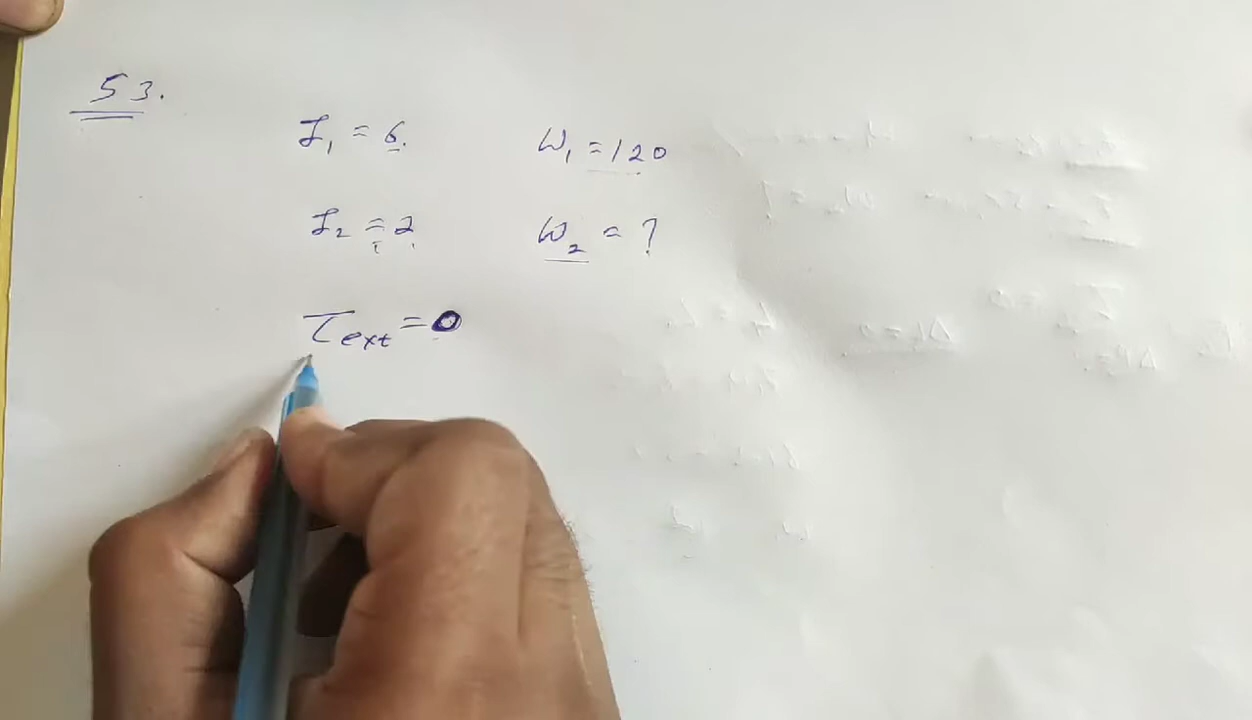 53.
I₁ = 6. ω₁ = 120
I₂ = 2 ω₂ = ?
τext = 0